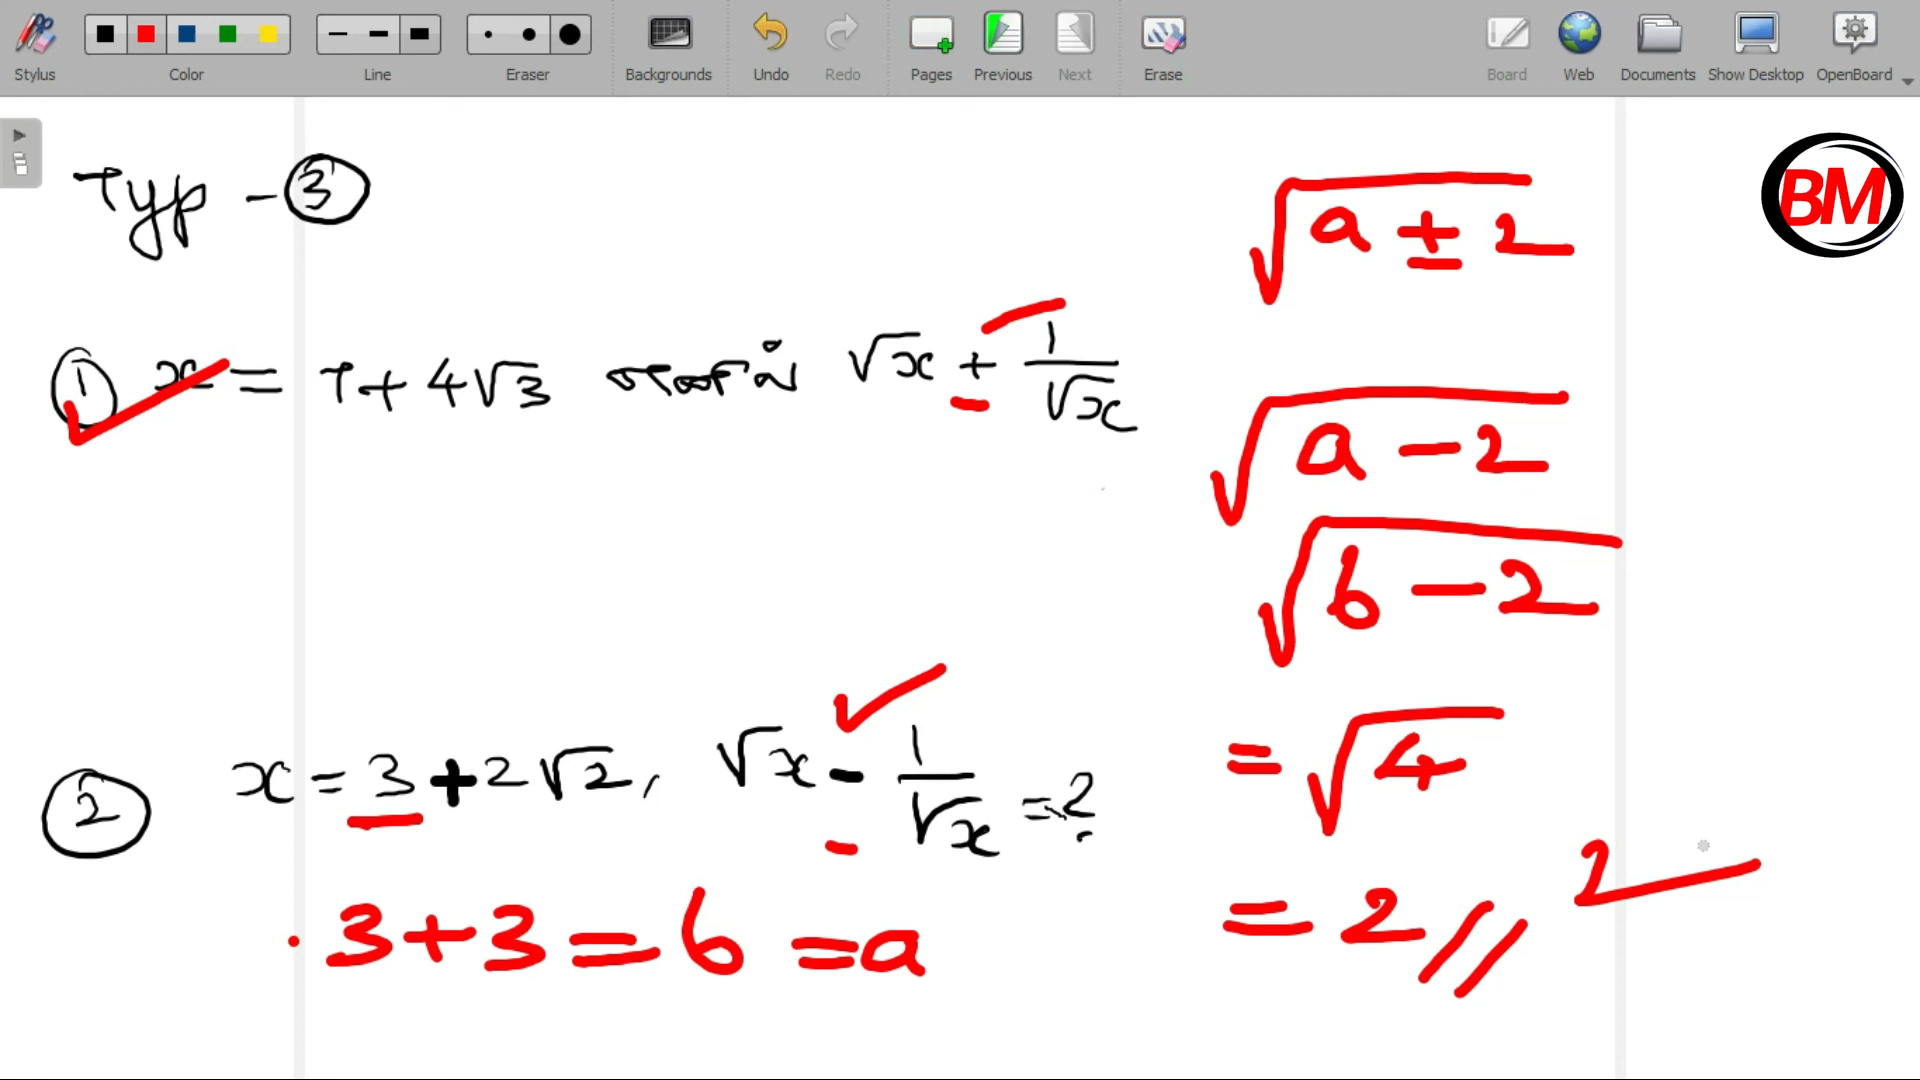 Stylus Color Line Eraser Backgrounds Undo Redo Pages Previous Next Erase Board Web Documents Show Desktop OpenBoard
BM
Typ - ③
√(a ± 2)
① x = 7 + 4√3 √x + 1/√x
√(a - 2)
√(6 - 2)
② x = 3 + 2√2, √x - 1/√x = ?
= √4
3 + 3 = 6 = a
= 2 //
2